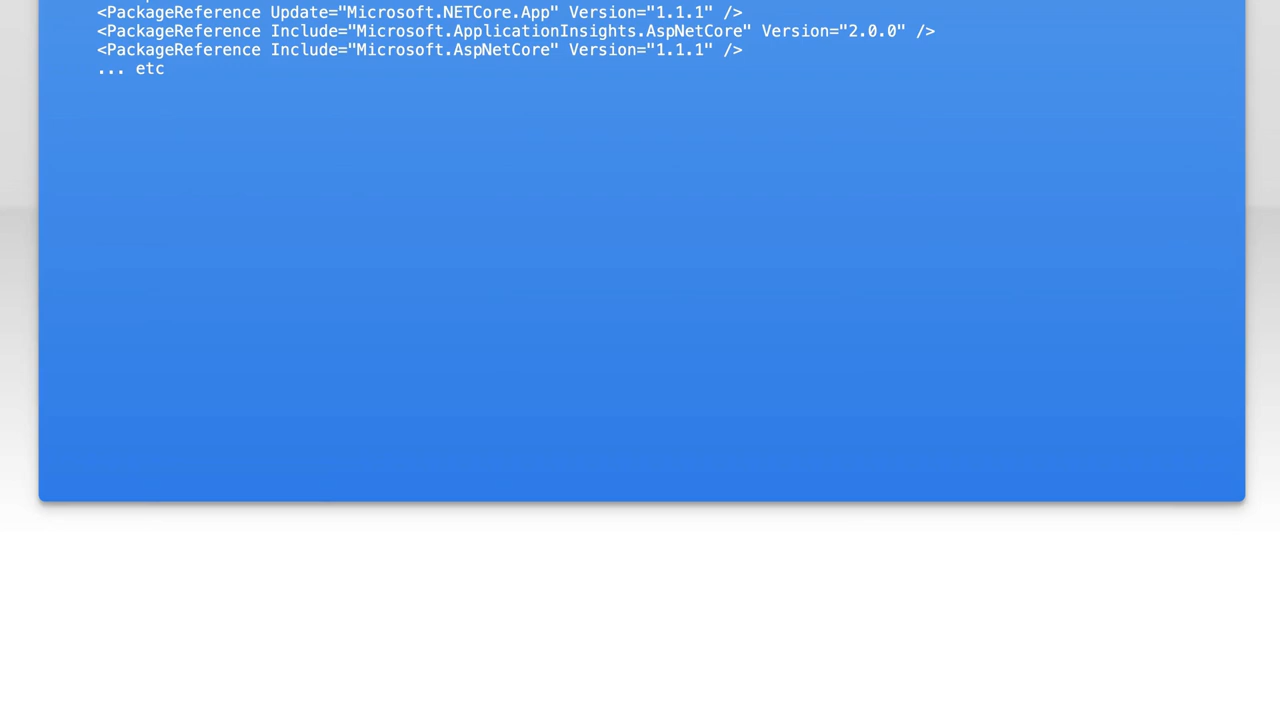 <PackageReference Update="Microsoft.NETCore.App" Version="1.1.1" />
<PackageReference Include="Microsoft.ApplicationInsights.AspNetCore" Version="2.0.0" />
<PackageReference Include="Microsoft.AspNetCore" Version="1.1.1" />
... etc